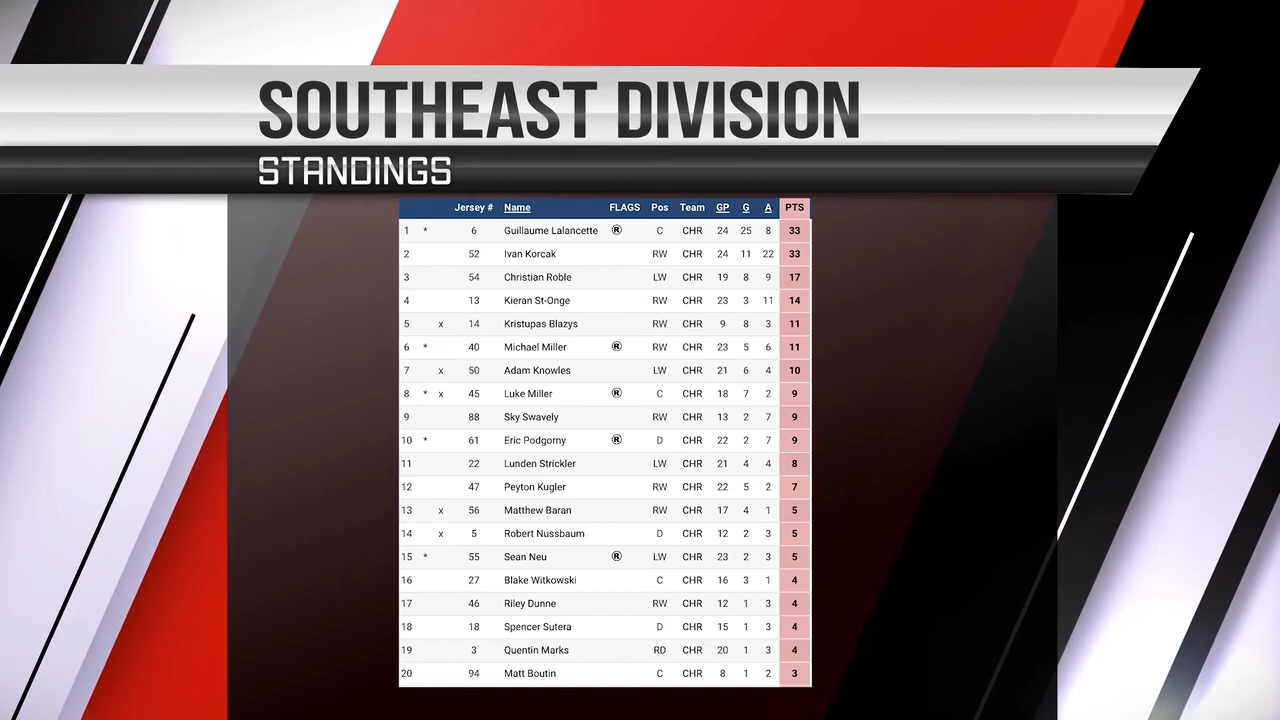 SOUTHEAST DIVISION
STANDINGS
Jersey # Name FLAGS Pos Team GP G A PTS
1 * 6 Guillaume Lalancette ® C CHR 24 25 8 33
2 52 Ivan Korcak RW CHR 24 11 22 33
3 54 Christian Roble LW CHR 19 8 9 17
4 13 Kieran St-Onge RW CHR 23 3 11 14
5 x 14 Kristupas Blazys RW CHR 9 8 3 11
6 * 40 Michael Miller ® RW CHR 23 5 6 11
7 x 50 Adam Knowles LW CHR 21 6 4 10
8 * x 45 Luke Miller ® C CHR 18 7 2 9
9 88 Sky Swavely RW CHR 13 2 7 9
10 * 61 Eric Podgorny ® D CHR 22 2 7 9
11 22 Lunden Strickler LW CHR 21 4 4 8
12 47 Peyton Kugler RW CHR 22 5 2 7
13 x 56 Matthew Baran RW CHR 17 4 1 5
14 x 5 Robert Nussbaum D CHR 12 2 3 5
15 * 55 Sean Neu ® LW CHR 23 2 3 5
16 27 Blake Witkowski C CHR 16 3 1 4
17 46 Riley Dunne RW CHR 12 1 3 4
18 18 Spencer Sutera D CHR 15 1 3 4
19 3 Quentin Marks RD CHR 20 1 3 4
20 94 Matt Boutin C CHR 8 1 2 3